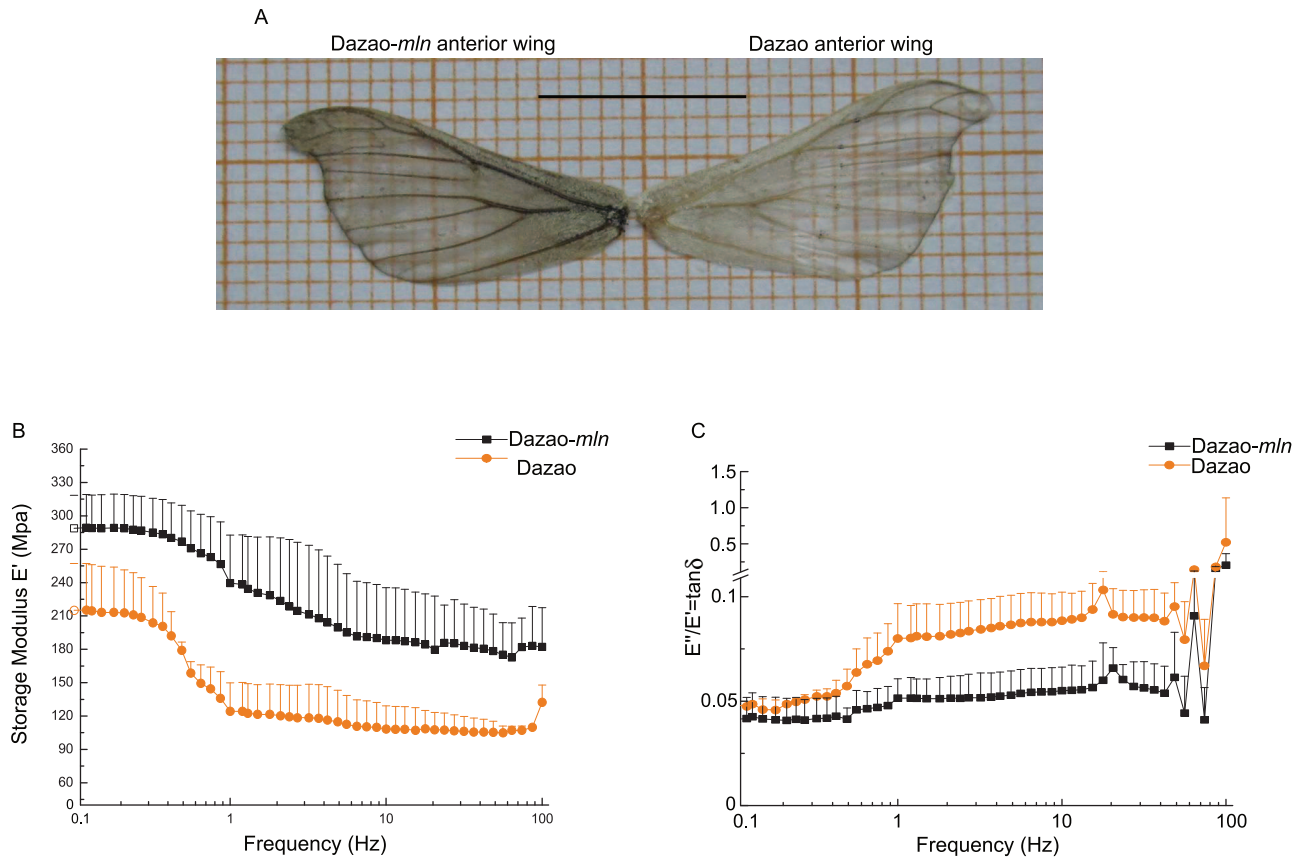 A
Dazao-mln anterior wing
Dazao anterior wing
B
Dazao-mln
Dazao
Storage Modulus E' (Mpa)
360
330
300
270
240
210
180
150
120
90
60
0
0.1
1
10
100
Frequency (Hz)
C
Dazao-mln
Dazao
E"/E'=tanδ
1.5
1.0
0.5
0.1
0.05
0
0.1
1
10
100
Frequency (Hz)